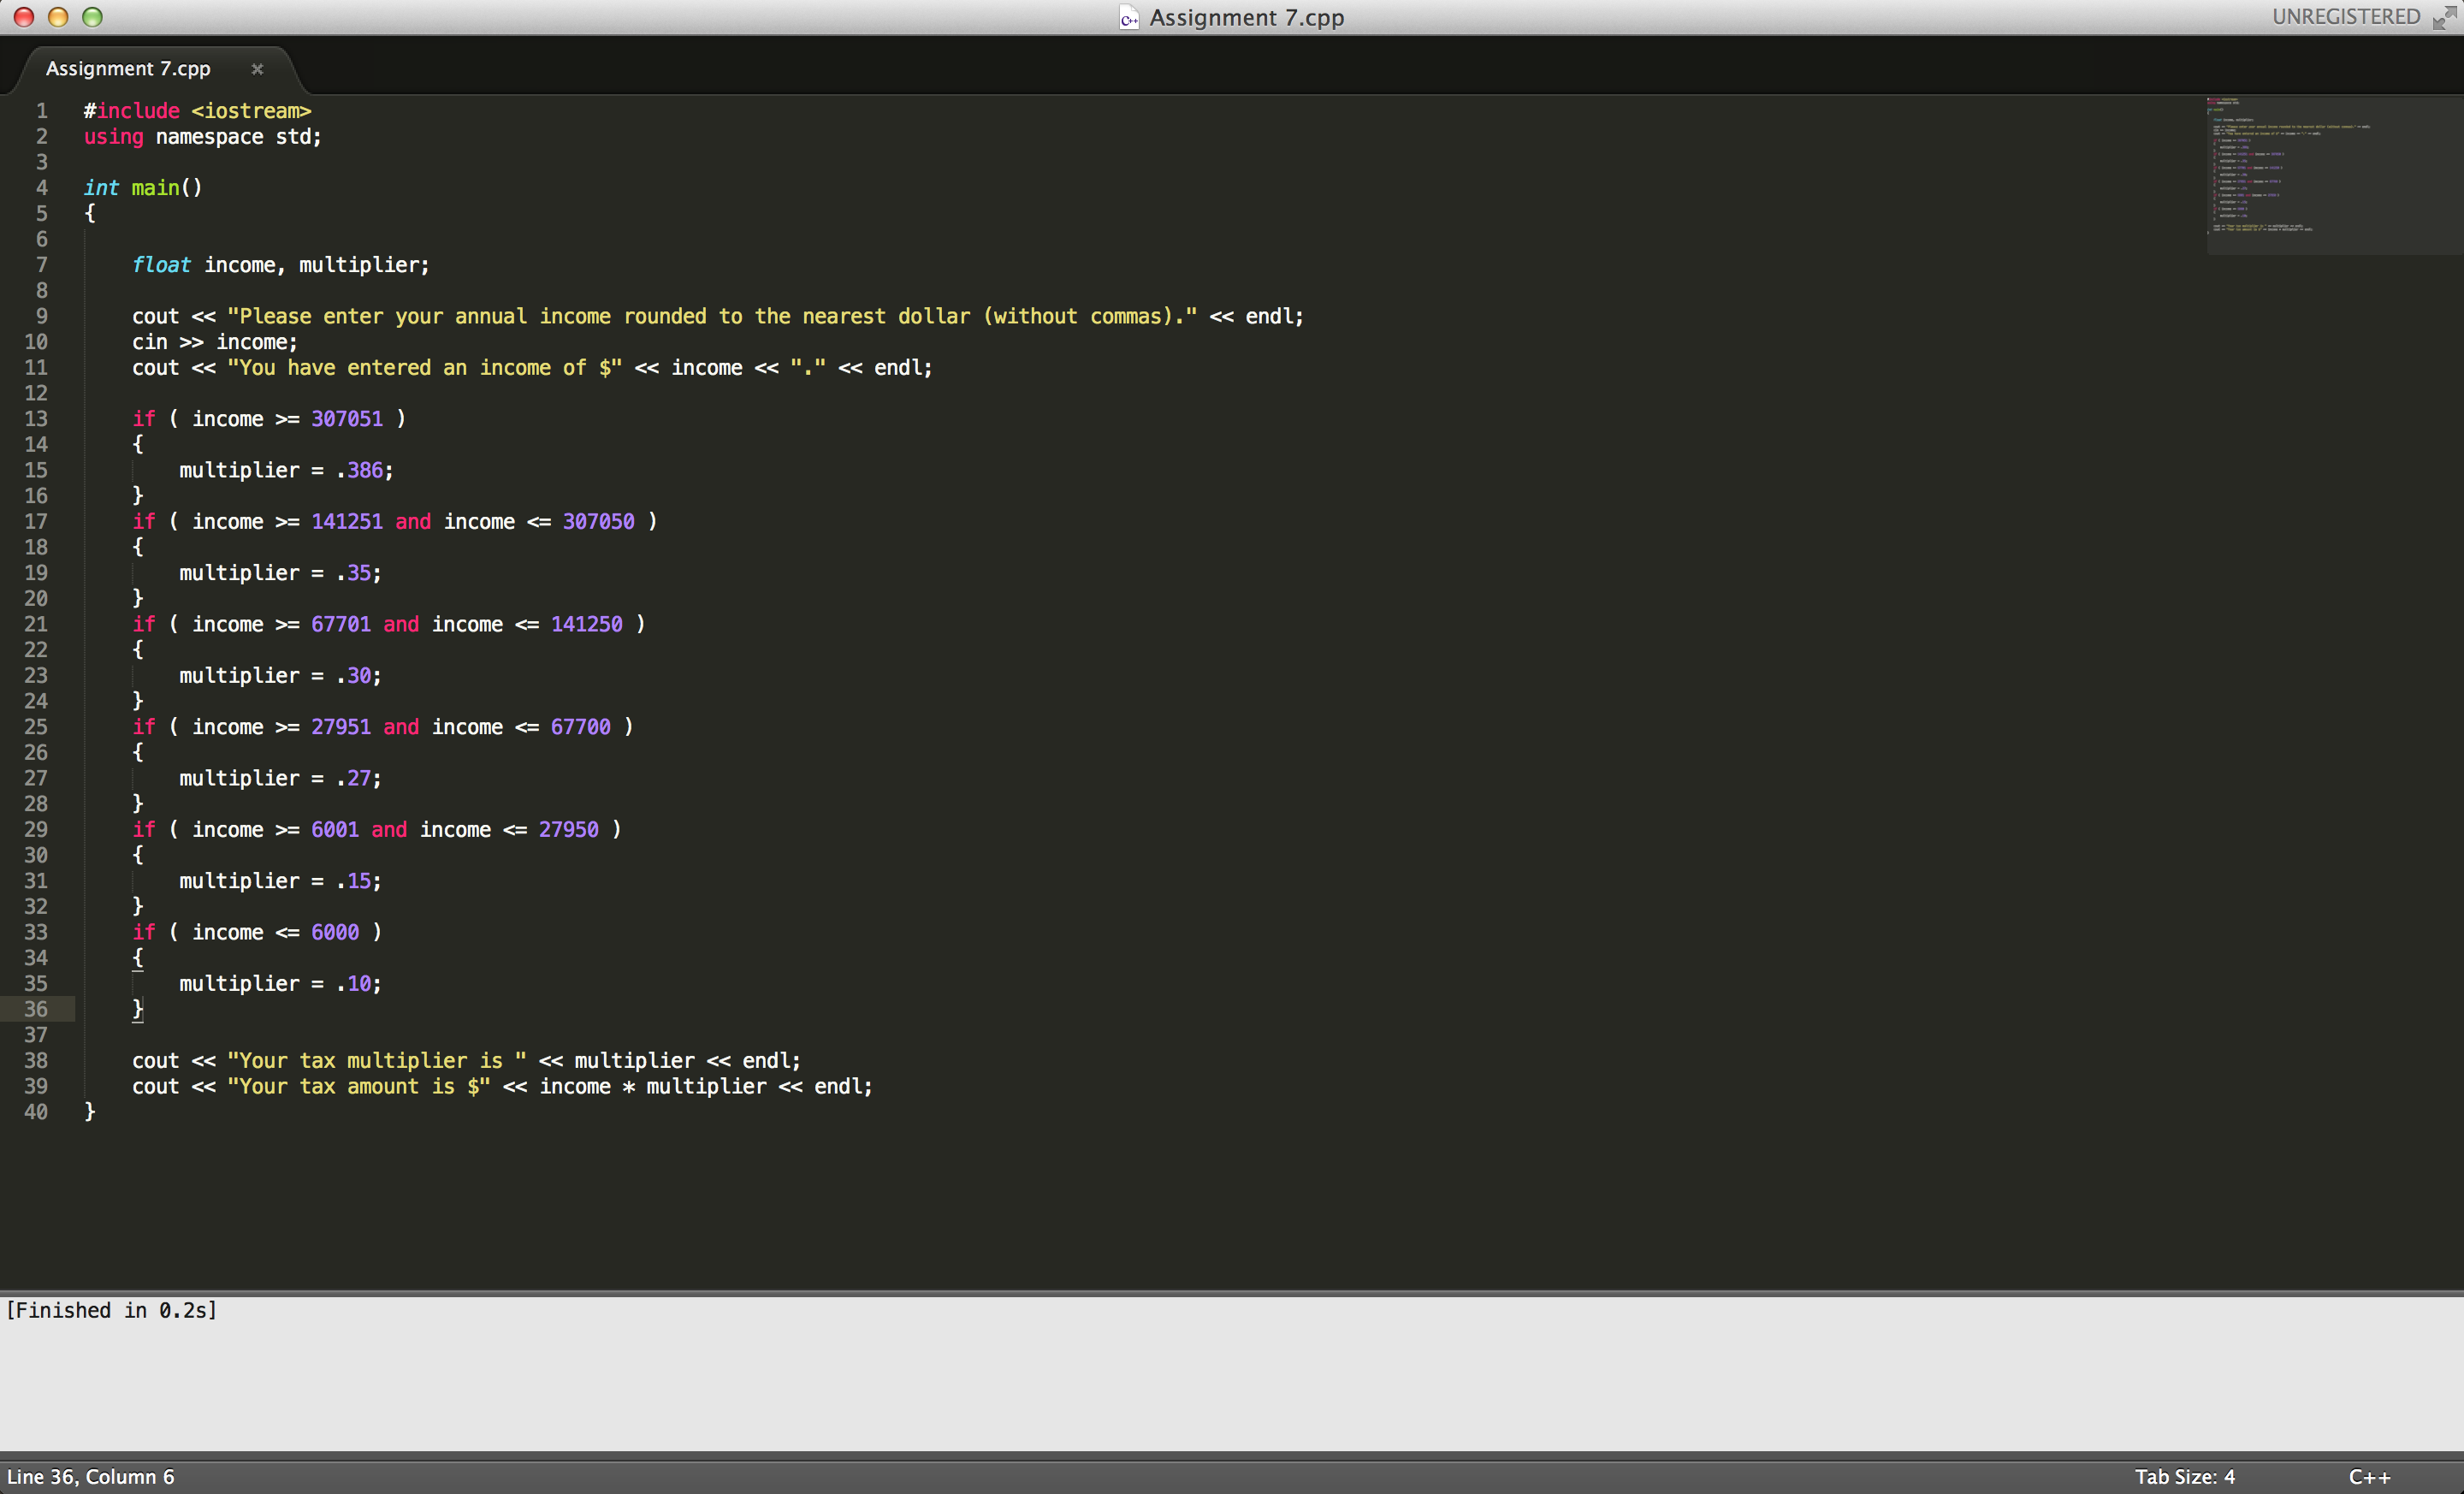 Assignment 7.cpp
UNREGISTERED
Assignment 7.cpp ×
1 #include <iostream>
2 using namespace std;
3
4 int main()
5 {
6
7     float income, multiplier;
8
9     cout << "Please enter your annual income rounded to the nearest dollar (without commas)." << endl;
10     cin >> income;
11     cout << "You have entered an income of $" << income << "." << endl;
12
13     if ( income >= 307051 )
14     {
15         multiplier = .386;
16     }
17     if ( income >= 141251 and income <= 307050 )
18     {
19         multiplier = .35;
20     }
21     if ( income >= 67701 and income <= 141250 )
22     {
23         multiplier = .30;
24     }
25     if ( income >= 27951 and income <= 67700 )
26     {
27         multiplier = .27;
28     }
29     if ( income >= 6001 and income <= 27950 )
30     {
31         multiplier = .15;
32     }
33     if ( income <= 6000 )
34     {
35         multiplier = .10;
36     }
37
38     cout << "Your tax multiplier is " << multiplier << endl;
39     cout << "Your tax amount is $" << income * multiplier << endl;
40 }
[Finished in 0.2s]
Line 36, Column 6
Tab Size: 4
C++